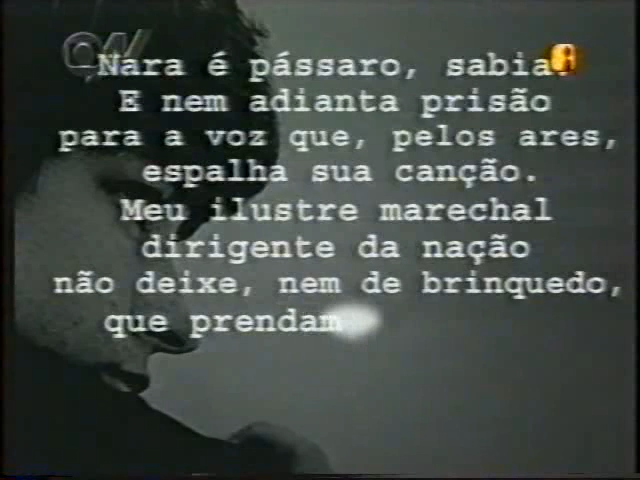 Nara é pássaro, sabia?
E nem adianta prisão
para a voz que, pelos ares,
espalha sua canção.
Meu ilustre marechal
dirigente da nação
não deixe, nem de brinquedo,
que prendam